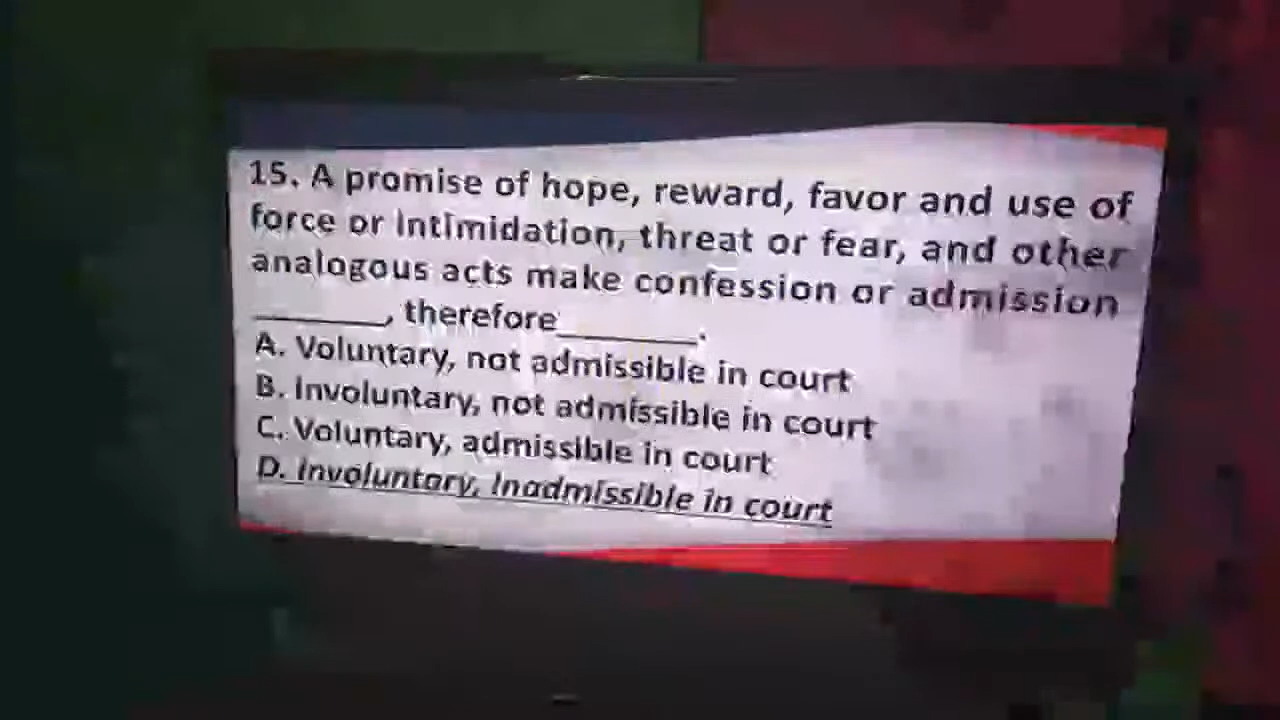 15. A promise of hope, reward, favor and use of
force or intimidation, threat or fear, and other
analogous acts make confession or admission
_______, therefore________.
A. Voluntary, not admissible in court
B. Involuntary, not admissible in court
C. Voluntary, admissible in court
D. Involuntary, Inadmissible in court